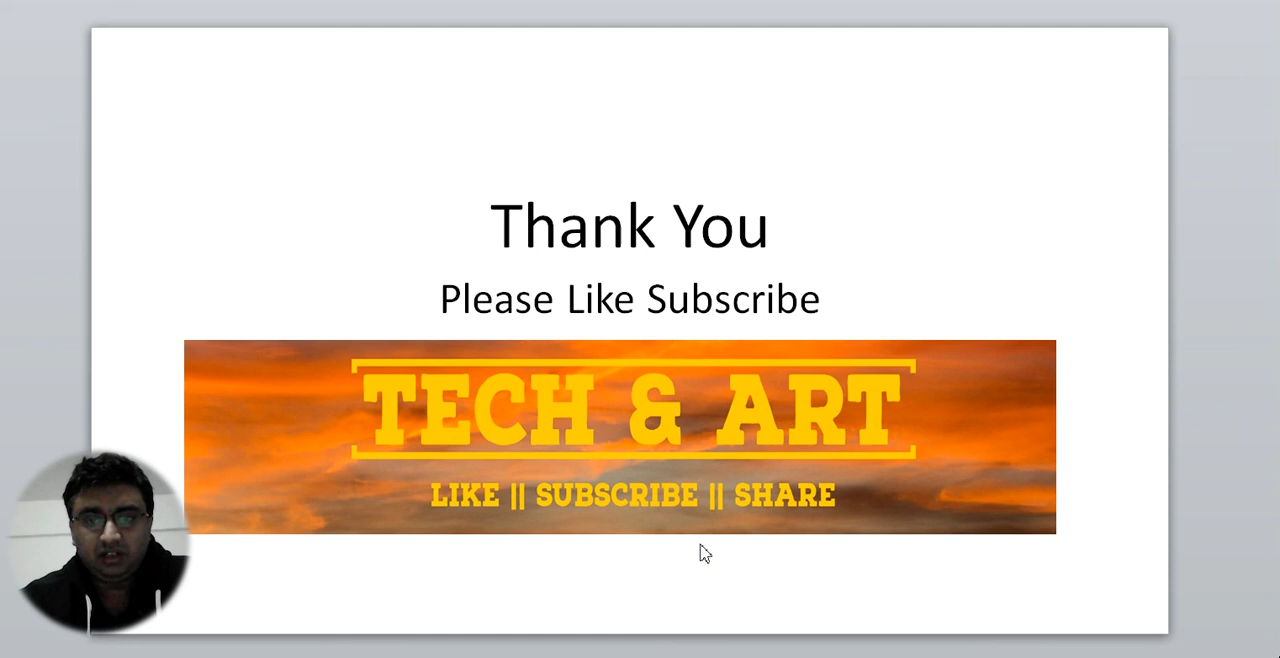 Thank You
Please Like Subscribe
TECH & ART
LIKE || SUBSCRIBE || SHARE